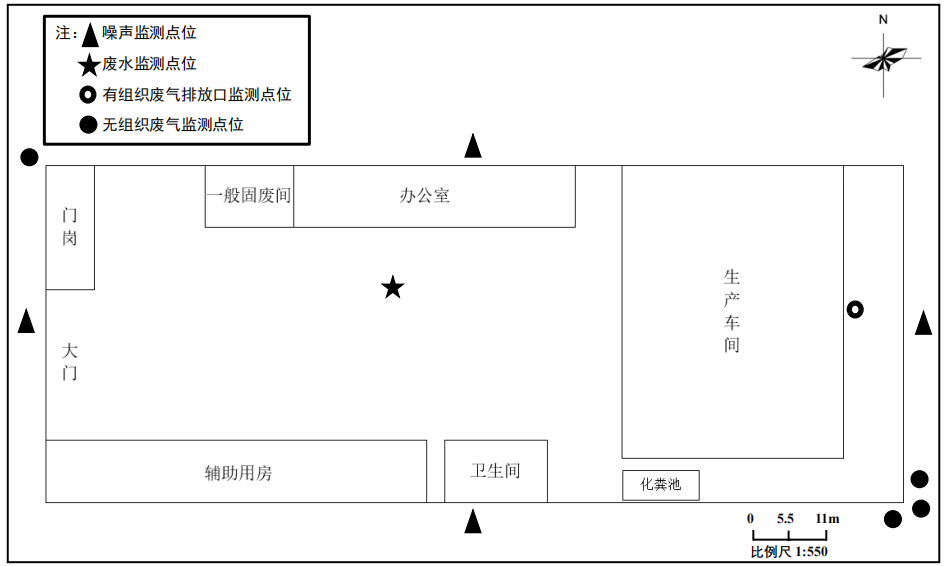 注：噪声监测点位
废水监测点位
有组织废气排放口监测点位
无组织废气监测点位
N
门岗
一般固废间
办公室
生产车间
大门
辅助用房
卫生间
化粪池
0 5.5 11m
比例尺 1:550